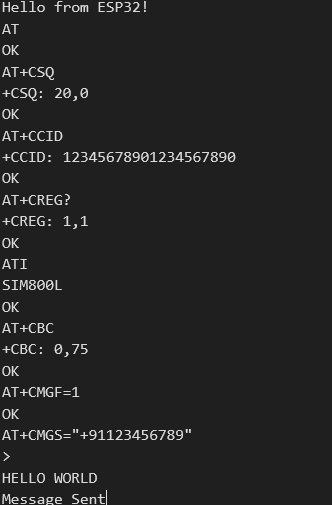 Hello from ESP32!
AT
OK
AT+CSQ
+CSQ: 20,0
OK
AT+CCID
+CCID: 12345678901234567890
OK
AT+CREG?
+CREG: 1,1
OK
ATI
SIM800L
OK
AT+CBC
+CBC: 0,75
OK
AT+CMGF=1
OK
AT+CMGS="+91123456789"
>
HELLO WORLD
Message Sent